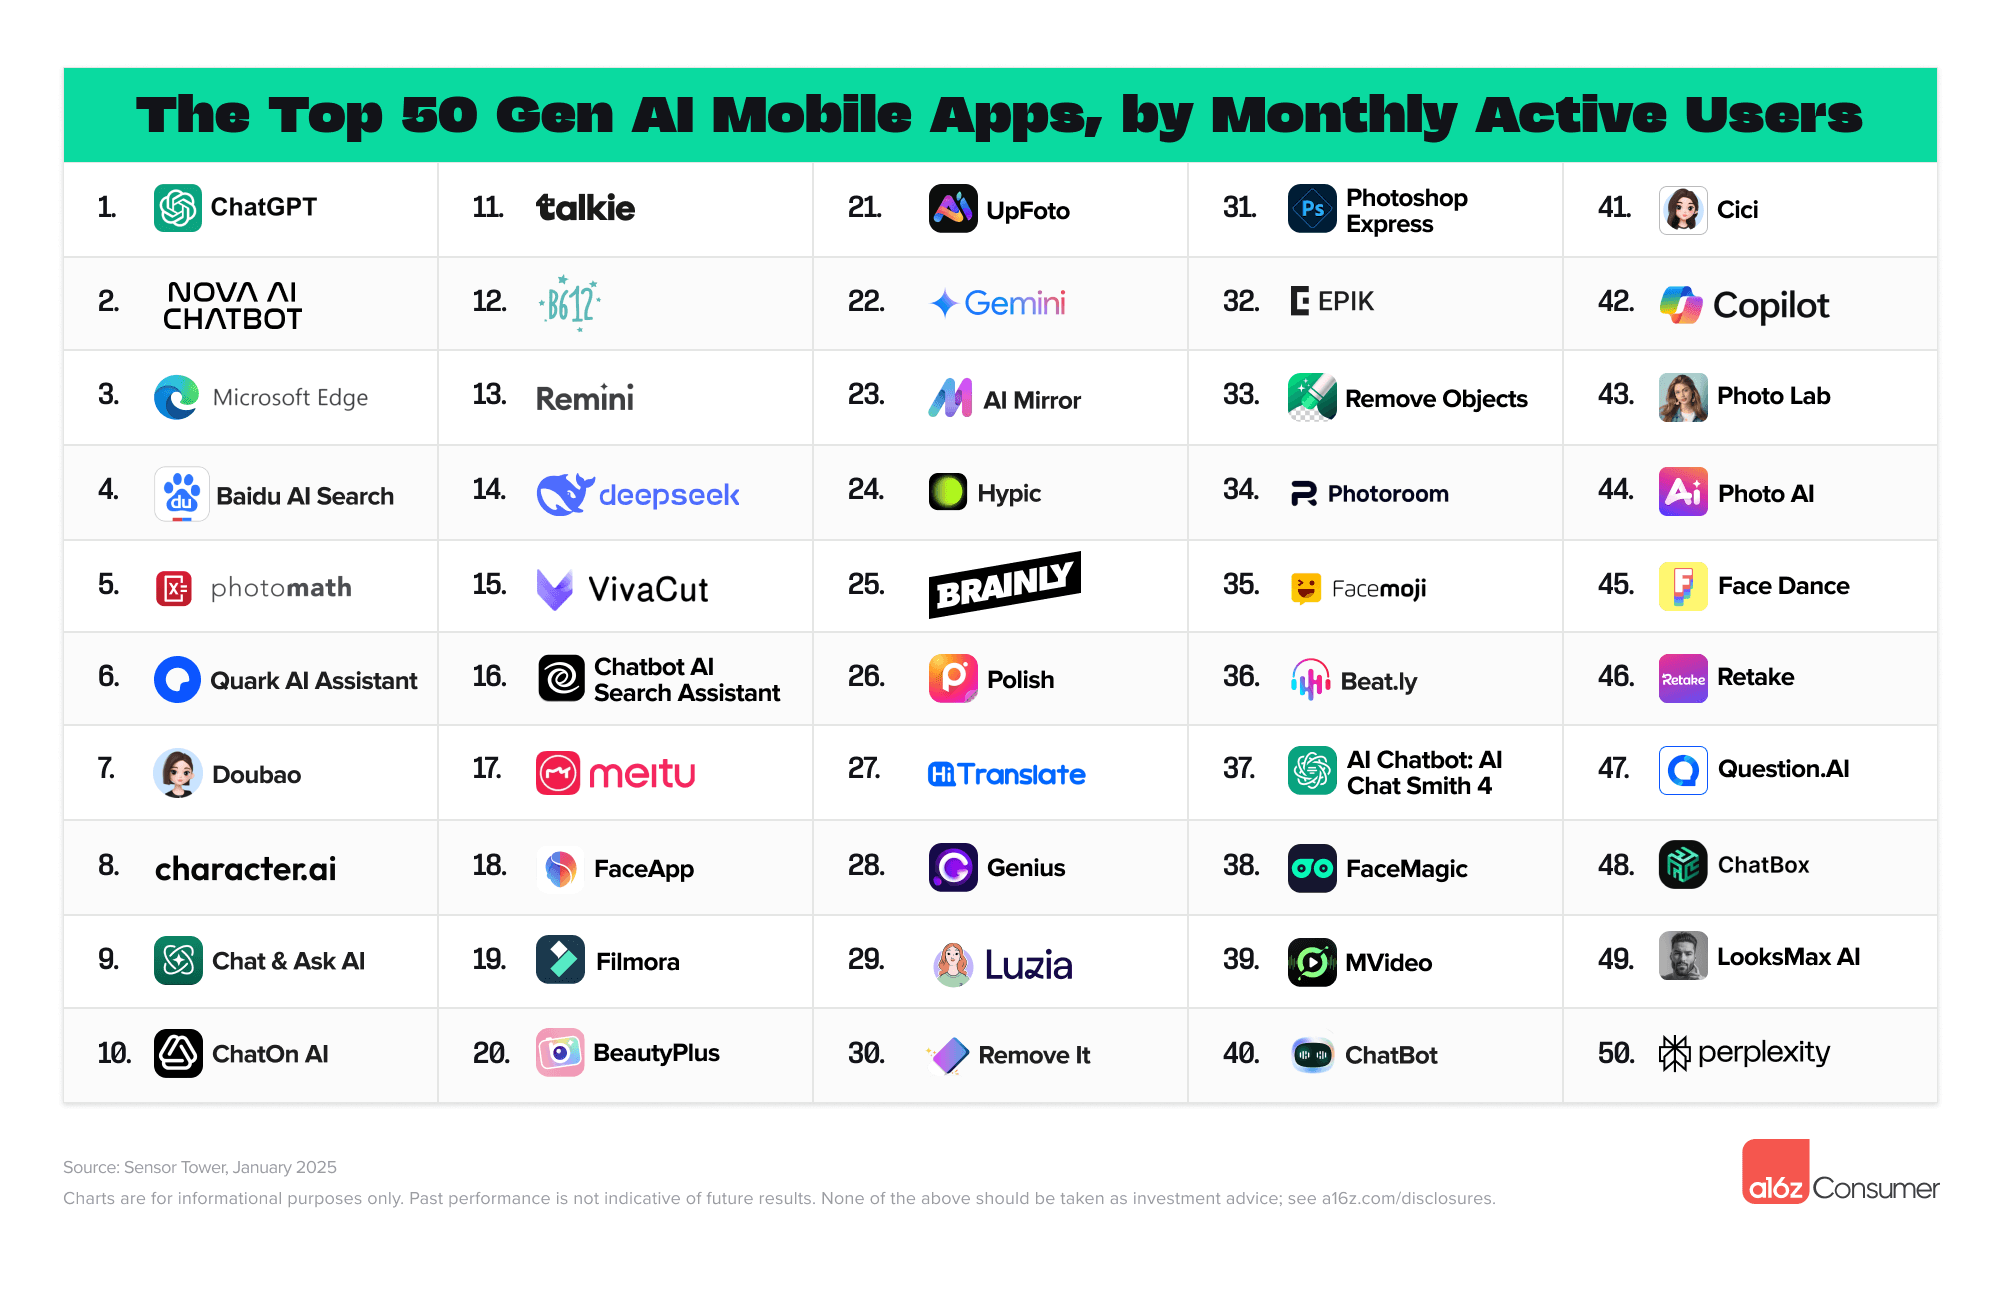 The Top 50 Gen AI Mobile Apps, by Monthly Active Users
1. ChatGPT
2. NOVA AI
CHATBOT
3. Microsoft Edge
4. du Baidu AI Search
5. photomath
6. Quark AI Assistant
7. Doubao
8. character.ai
9. Chat & Ask AI
10. ChatOn AI
11. talkie
12. B612
13. Remini
14. deepseek
15. VivaCut
16. Chatbot AI
Search Assistant
17. meitu
18. FaceApp
19. Filmora
20. BeautyPlus
21. Ai UpFoto
22. Gemini
23. AI Mirror
24. Hypic
25. BRAINLY
26. Polish
27. Hi Translate
28. Genius
29. Luzia
30. Remove It
31. Ps Photoshop
Express
32. EPIK
33. Remove Objects
34. Photoroom
35. Facemoji
36. Beat.ly
37. AI Chatbot: AI
Chat Smith 4
38. FaceMagic
39. MVideo
40. ChatBot
41. Cici
42. Copilot
43. Photo Lab
44. Ai Photo AI
45. F Face Dance
46. Retake Retake
47. Question.AI
48. ChatBox
49. LooksMax AI
50. perplexity
Source: Sensor Tower, January 2025
Charts are for informational purposes only. Past performance is not indicative of future results. None of the above should be taken as investment advice; see a16z.com/disclosures.
a16z Consumer